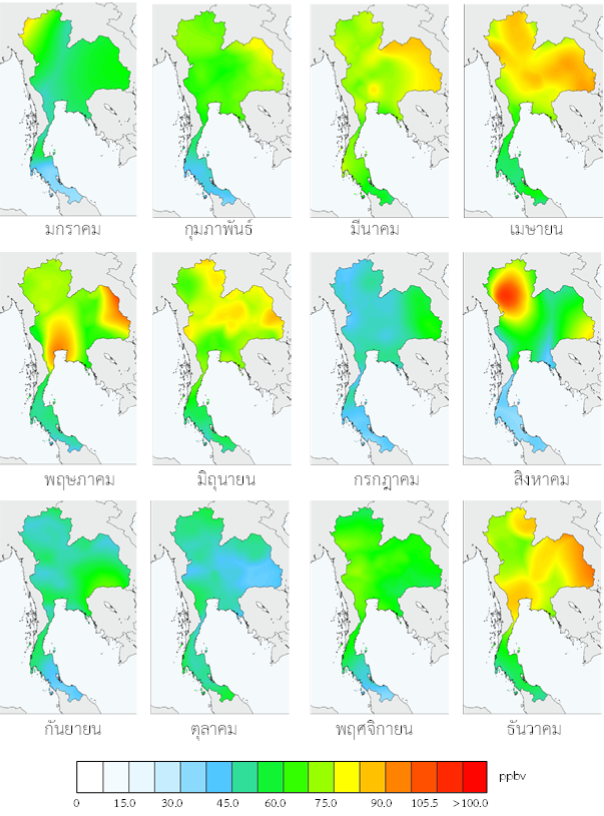 มกราคม กุมภาพันธ์ มีนาคม เมษายน
พฤษภาคม มิถุนายน กรกฎาคม สิงหาคม
กันยายน ตุลาคม พฤศจิกายน ธันวาคม
ppbv
0 15.0 30.0 45.0 60.0 75.0 90.0 105.5 >100.0